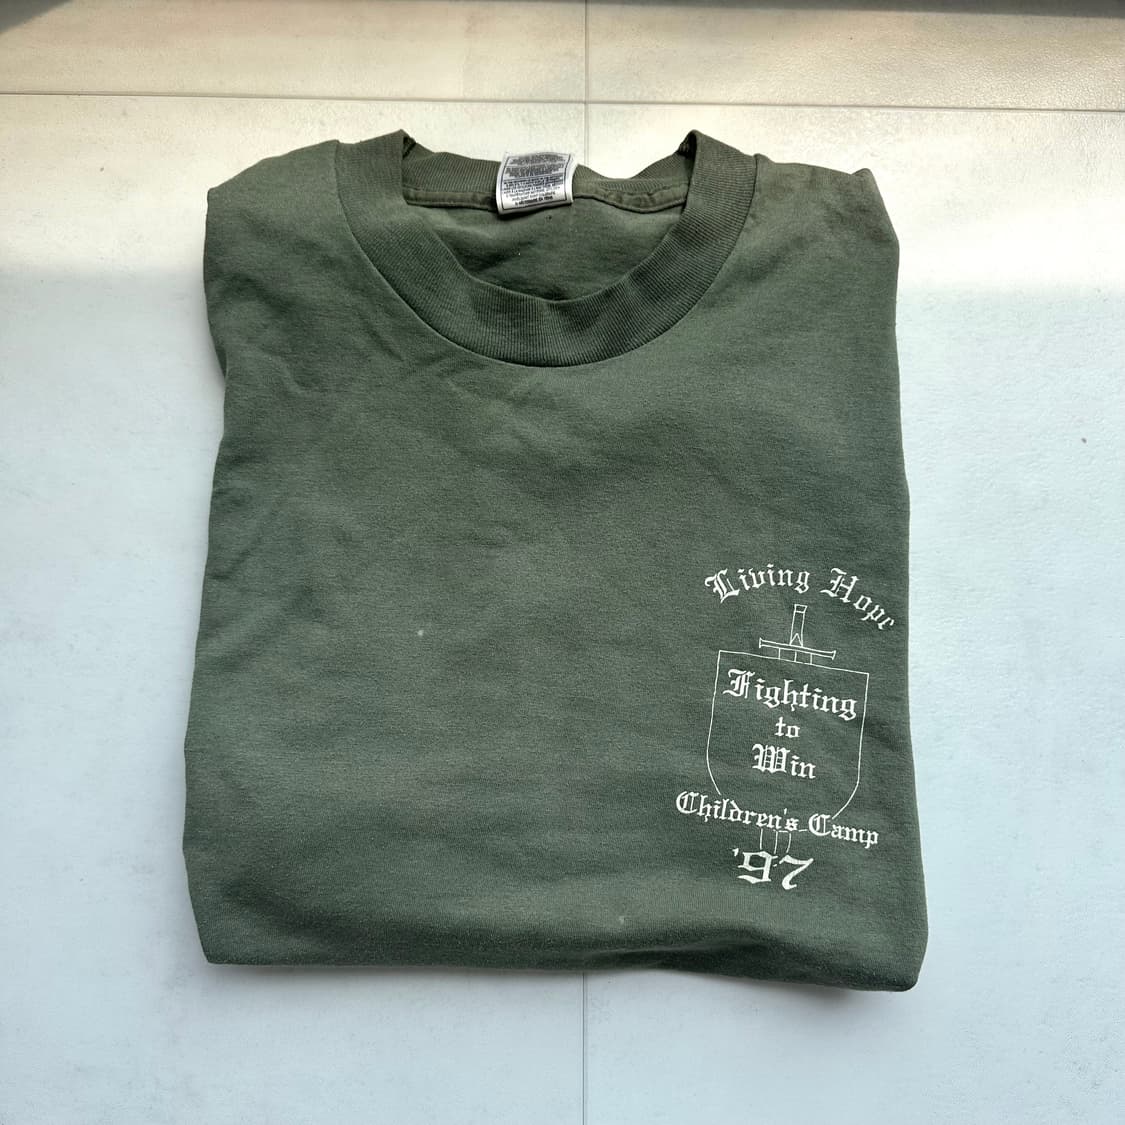 Living Hope
Fighting
to
Win
Children's Camp
'97